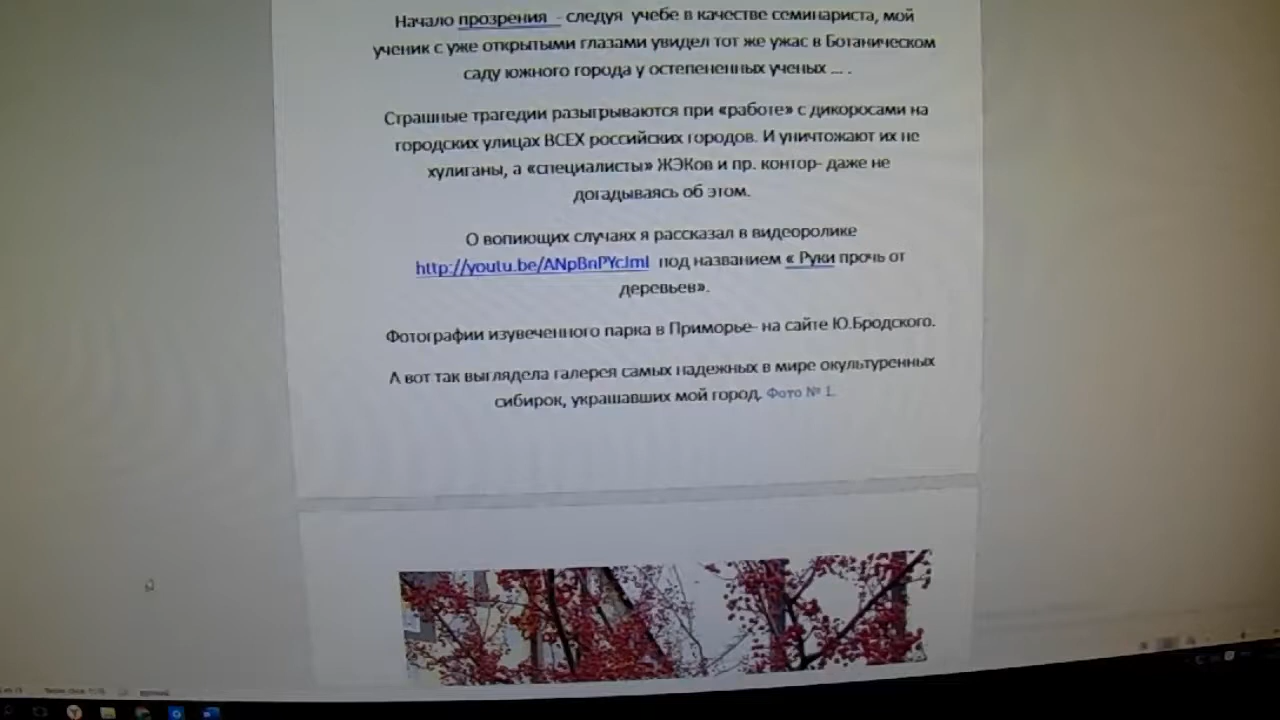 Начало прозрения - следуя учебе в качестве семинариста, мой
ученик с уже открытыми глазами увидел тот же ужас в Ботаническом
саду южного города у остепененных ученых ... .
Страшные трагедии разыгрываются при «работе» с дикоросами на
городских улицах ВСЕХ российских городов. И уничтожают их не
хулиганы, а «специалисты» ЖЭКов и пр. контор- даже не
догадываясь об этом.
О вопиющих случаях я рассказал в видеоролике
http://youtu.be/ANpBnPYcJmI под названием « Руки прочь от
деревьев».
Фотографии изувеченного парка в Приморье- на сайте Ю.Бродского.
А вот так выглядела галерея самых надежных в мире окультуренных
сибирок, украшавших мой город. Фото № 1.